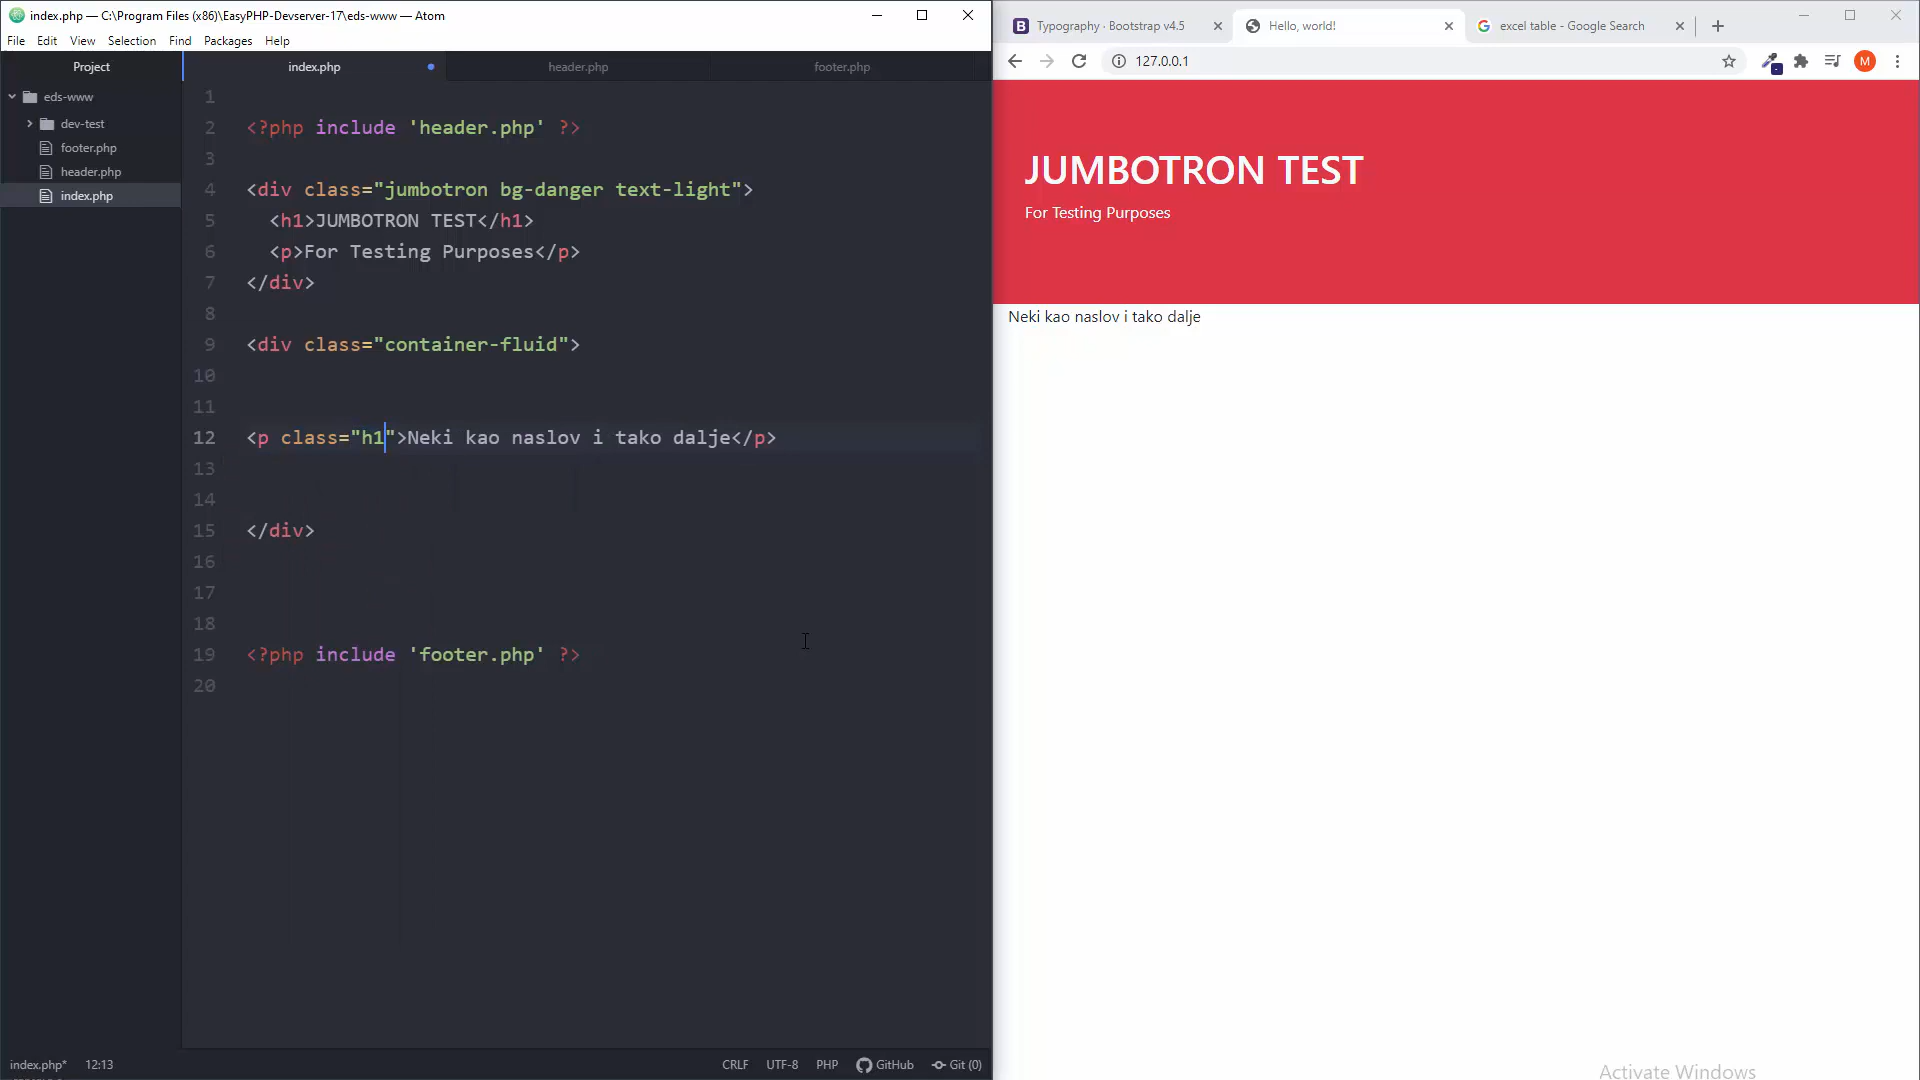 index.php — C:\Program Files (x86)\EasyPHP-Devserver-17\eds-www — Atom
File Edit View Selection Find Packages Help
Project
eds-www
dev-test
footer.php
header.php
index.php
index.php header.php footer.php
1
2 <?php include 'header.php' ?>
3
4 <div class="jumbotron bg-danger text-light">
5 <h1>JUMBOTRON TEST</h1>
6 <p>For Testing Purposes</p>
7 </div>
8
9 <div class="container-fluid">
10
11
12 <p class="h1">Neki kao naslov i tako dalje</p>
13
14
15 </div>
16
17
18
19 <?php include 'footer.php' ?>
20
index.php* 12:13 CRLF UTF-8 PHP GitHub Git (0)
B Typography · Bootstrap v4.5 Hello, world! G excel table - Google Search
127.0.0.1 M
JUMBOTRON TEST
For Testing Purposes
Neki kao naslov i tako dalje
Activate Windows